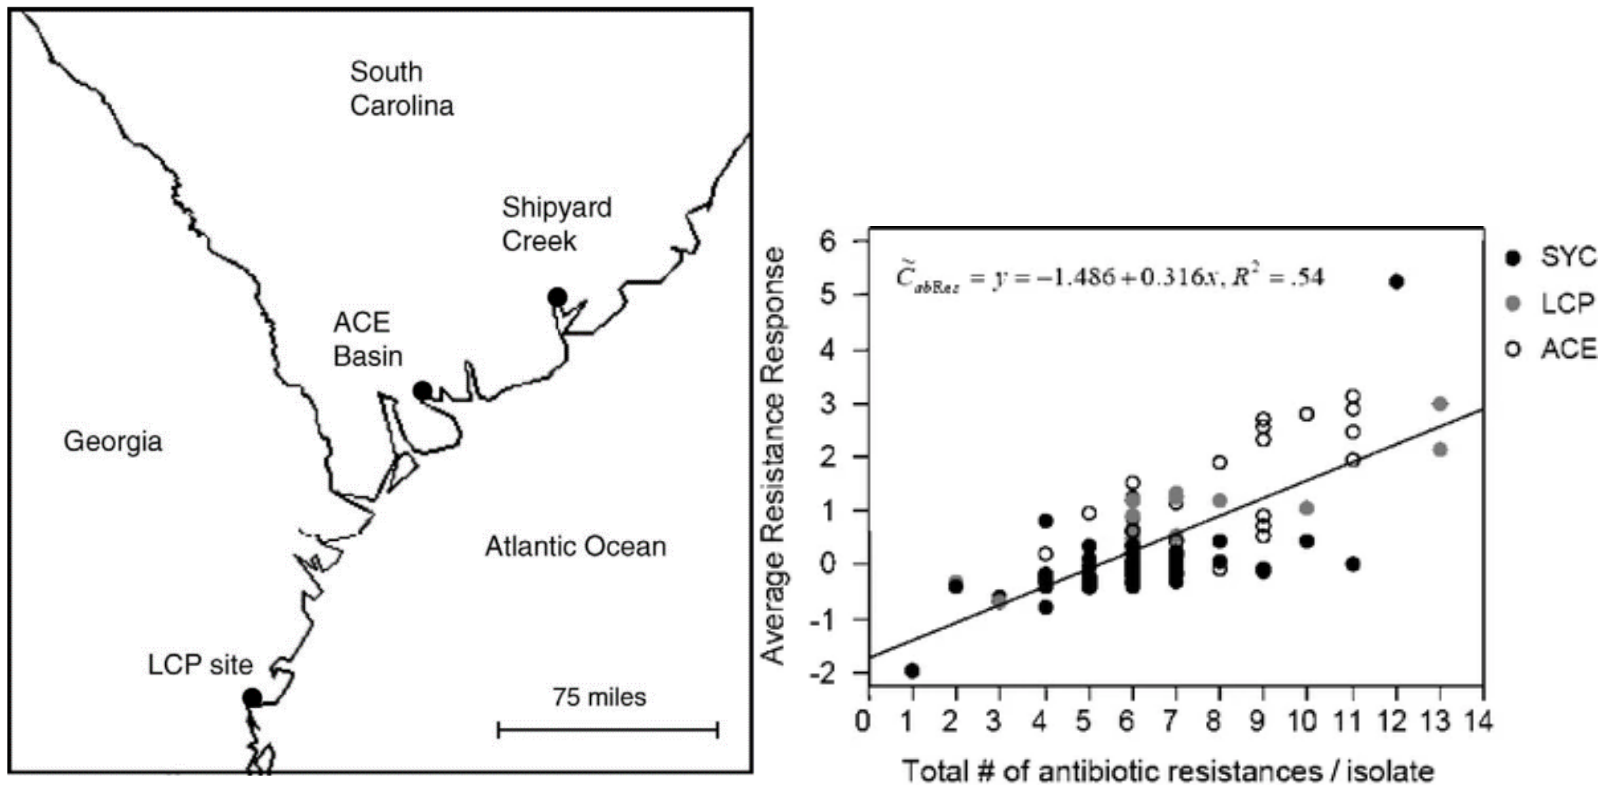 South
Carolina
Shipyard
Creek
ACE
Basin
Georgia
Atlantic Ocean
LCP site
75 miles
Average Resistance Response
6
5
4
3
2
1
0
-1
-2
C̃abRes = y = −1.486 + 0.316x, R² = .54
SYC
LCP
ACE
0 1 2 3 4 5 6 7 8 9 10 11 12 13 14
Total # of antibiotic resistances / isolate